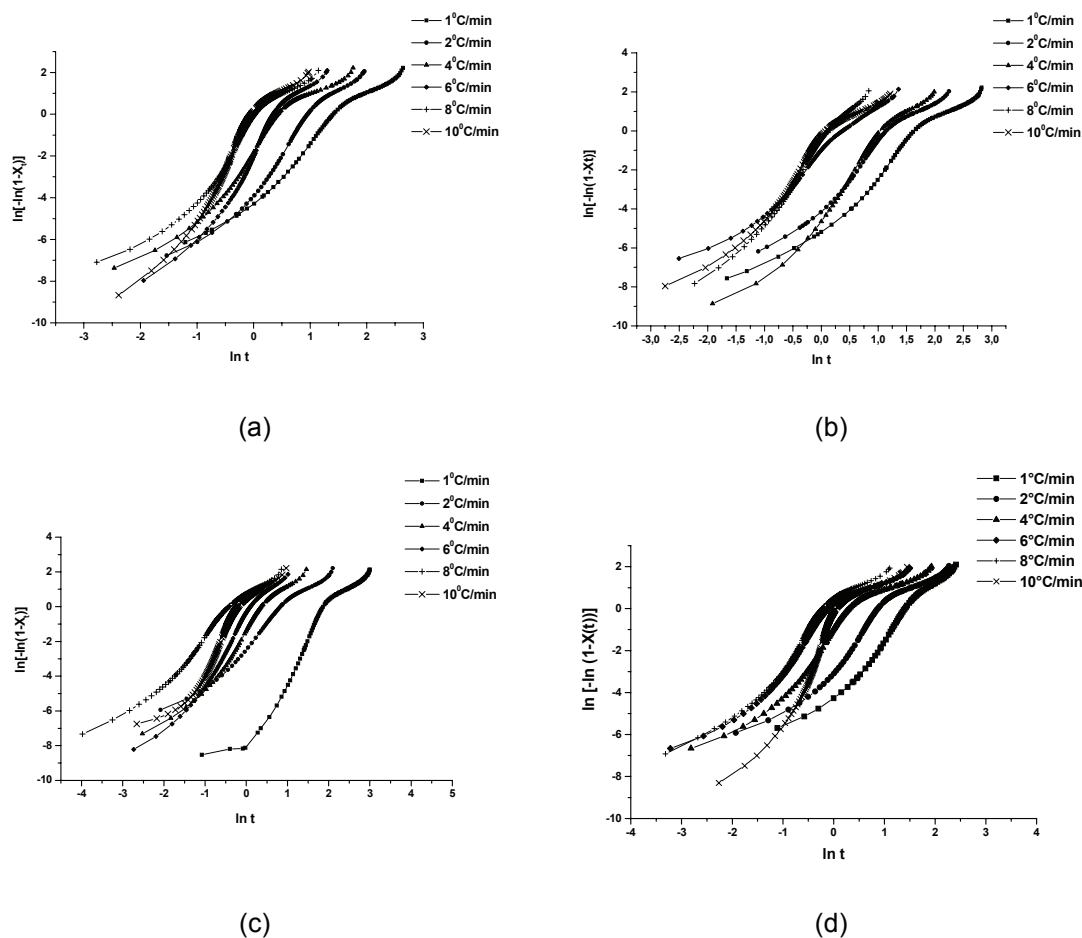 1⁰C/min
2⁰C/min
4⁰C/min
6⁰C/min
8⁰C/min
10⁰C/min
4
2
0
-2
-4
-6
-8
-10
ln[-ln(1-Xₜ)]
-3 -2 -1 0 1 2 3
ln t
(a)
1⁰C/min
2⁰C/min
4⁰C/min
6⁰C/min
8⁰C/min
10⁰C/min
4
2
0
-2
-4
-6
-8
-10
ln[-ln(1-Xt)]
-3,0 -2,5 -2,0 -1,5 -1,0 -0,5 0,0 0,5 1,0 1,5 2,0 2,5 3,0
ln t
(b)
1⁰C/min
2⁰C/min
4⁰C/min
6⁰C/min
8⁰C/min
10⁰C/min
4
2
0
-2
-4
-6
-8
-10
ln[-ln(1-Xₜ)]
-4 -3 -2 -1 0 1 2 3 4 5
ln t
(c)
1°C/min
2°C/min
4°C/min
6°C/min
8°C/min
10°C/min
4
2
0
-2
-4
-6
-8
-10
ln [-ln (1-X(t))]
-4 -3 -2 -1 0 1 2 3 4
ln t
(d)